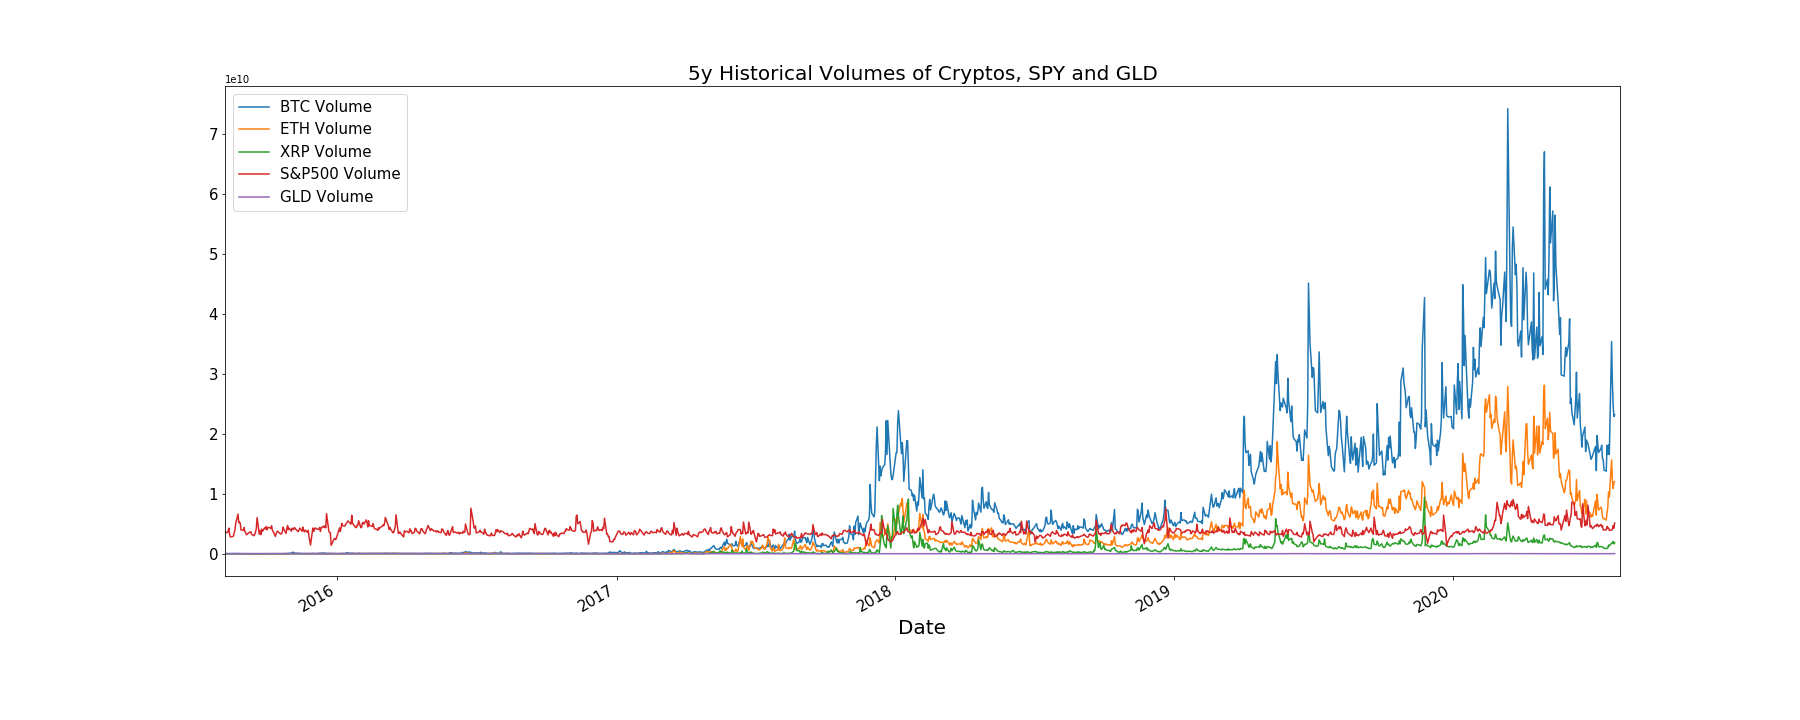 5y Historical Volumes of Cryptos, SPY and GLD
1e10
BTC Volume
ETH Volume
XRP Volume
S&P500 Volume
GLD Volume
7
6
5
4
3
2
1
0
2016
2017
2018
2019
2020
Date